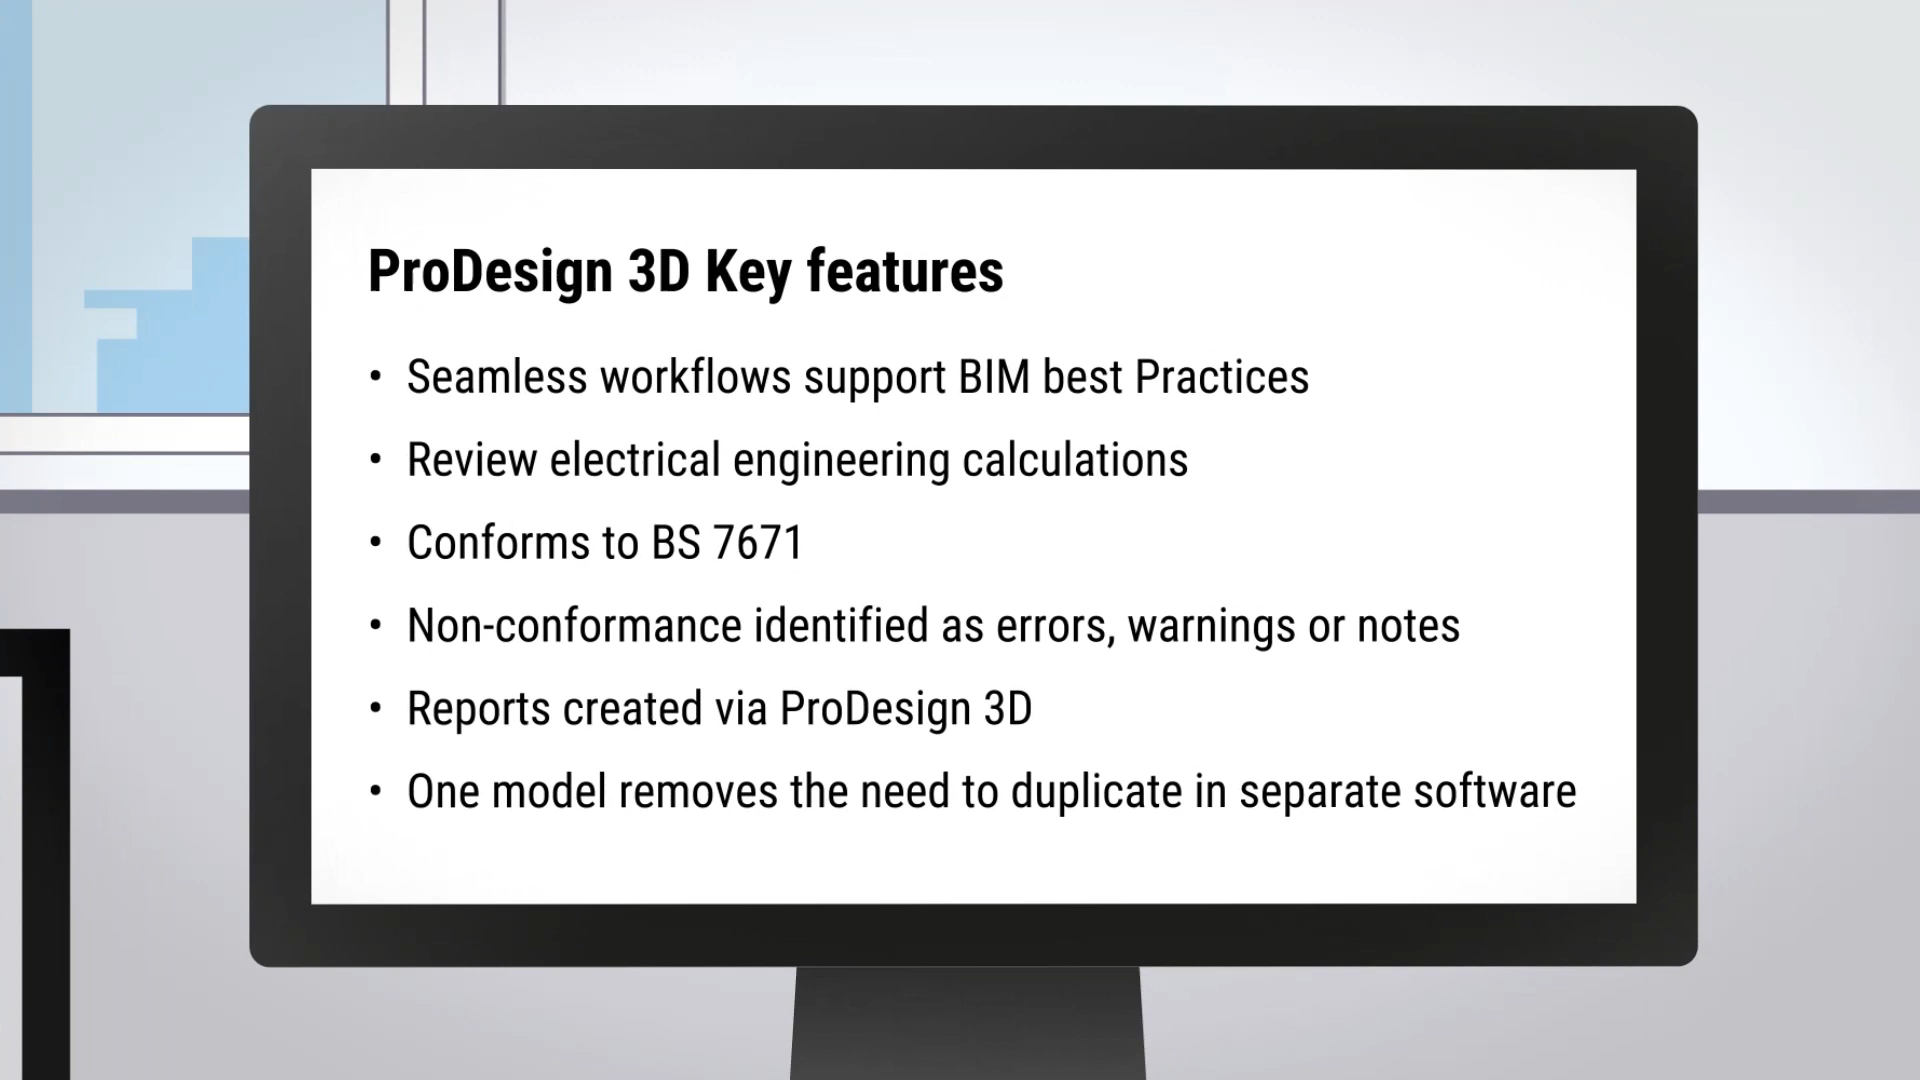 ProDesign 3D Key features
• Seamless workflows support BIM best Practices
• Review electrical engineering calculations
• Conforms to BS 7671
• Non-conformance identified as errors, warnings or notes
• Reports created via ProDesign 3D
• One model removes the need to duplicate in separate software